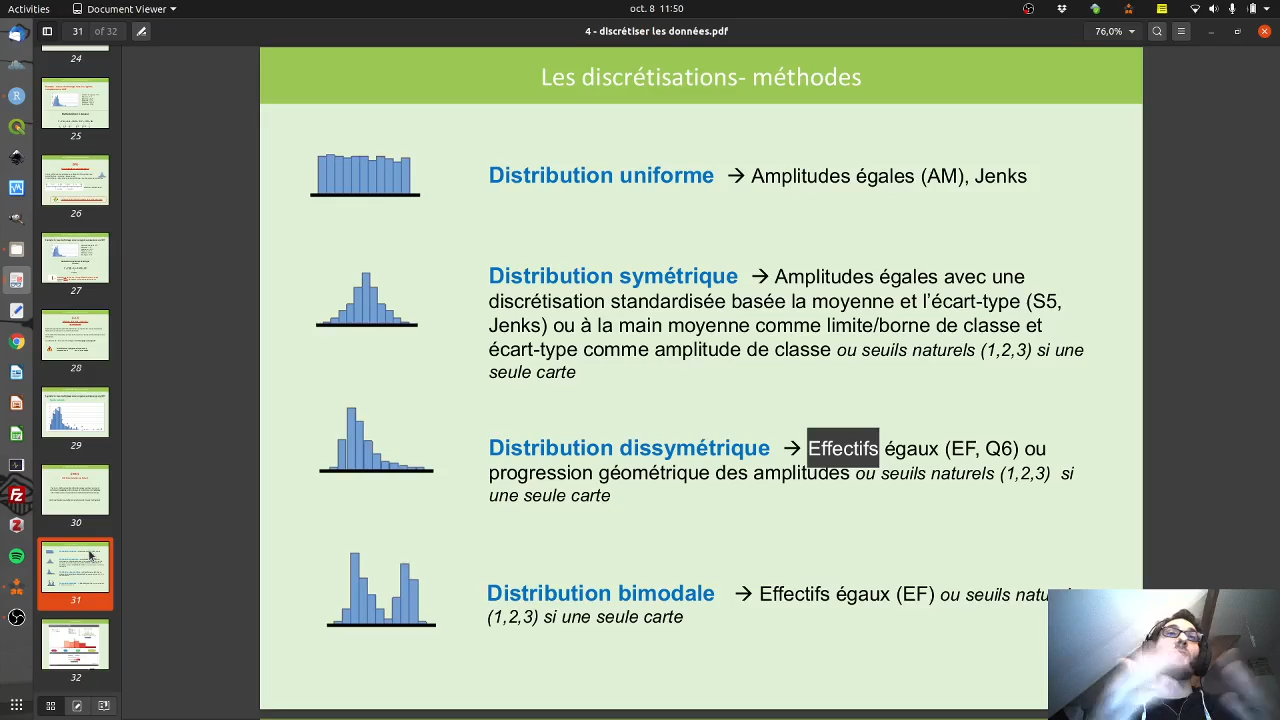 Activities
Document Viewer
oct. 8 11:50
31 of 32
4 - discrétiser les données.pdf
76,0%
24
25
26
27
28
29
30
31
32
Les discrétisations- méthodes
Distribution uniforme → Amplitudes égales (AM), Jenks
Distribution symétrique → Amplitudes égales avec une
discrétisation standardisée basée la moyenne et l'écart-type (S5,
Jenks) ou à la main moyenne comme limite/borne de classe et
écart-type comme amplitude de classe ou seuils naturels (1,2,3) si une
seule carte
Distribution dissymétrique → Effectifs égaux (EF, Q6) ou
progression géométrique des amplitudes ou seuils naturels (1,2,3) si
une seule carte
Distribution bimodale → Effectifs égaux (EF) ou seuils
(1,2,3) si une seule carte